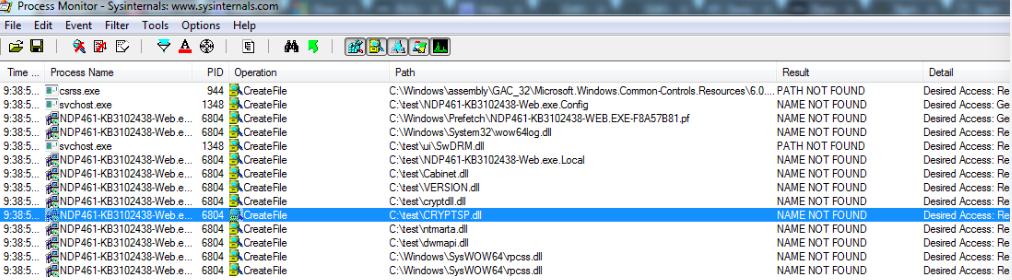 Process Monitor - Sysinternals: www.sysinternals.com
File Edit Event Filter Tools Options Help
Time ... Process Name PID Operation Path Result Detail
9:38:5... csrss.exe 944 CreateFile C:\Windows\assembly\GAC_32\Microsoft.Windows.Common-Controls.Resources\6.0.... PATH NOT FOUND Desired Access: Re
9:38:5... svchost.exe 1348 CreateFile C:\test\NDP461-KB3102438-Web.exe.Config NAME NOT FOUND Desired Access: Ge
9:38:5... NDP461-KB3102438-Web.e... 6804 CreateFile C:\Windows\Prefetch\NDP461-KB3102438-WEB.EXE-F8A57B81.pf NAME NOT FOUND Desired Access: Ge
9:38:5... NDP461-KB3102438-Web.e... 6804 CreateFile C:\Windows\System32\wow64log.dll NAME NOT FOUND Desired Access: Re
9:38:5... svchost.exe 1348 CreateFile C:\test\ui\SwDRM.dll PATH NOT FOUND Desired Access: Re
9:38:5... NDP461-KB3102438-Web.e... 6804 CreateFile C:\test\NDP461-KB3102438-Web.exe.Local NAME NOT FOUND Desired Access: Re
9:38:5... NDP461-KB3102438-Web.e... 6804 CreateFile C:\test\Cabinet.dll NAME NOT FOUND Desired Access: Re
9:38:5... NDP461-KB3102438-Web.e... 6804 CreateFile C:\test\VERSION.dll NAME NOT FOUND Desired Access: Re
9:38:5... NDP461-KB3102438-Web.e... 6804 CreateFile C:\test\cryptdll.dll NAME NOT FOUND Desired Access: Re
9:38:5... NDP461-KB3102438-Web.e... 6804 CreateFile C:\test\CRYPTSP.dll NAME NOT FOUND Desired Access: Re
9:38:5... NDP461-KB3102438-Web.e... 6804 CreateFile C:\test\ntmarta.dll NAME NOT FOUND Desired Access: Re
9:38:5... NDP461-KB3102438-Web.e... 6804 CreateFile C:\test\dwmapi.dll NAME NOT FOUND Desired Access: Re
9:38:5... NDP461-KB3102438-Web.e... 6804 CreateFile C:\Windows\SysWOW64\rpcss.dll NAME NOT FOUND Desired Access: Re
9:38:5... NDP461-KB3102438-Web.e... 6804 CreateFile C:\Windows\SysWOW64\rpcss.dll NAME NOT FOUND Desired Access: Re